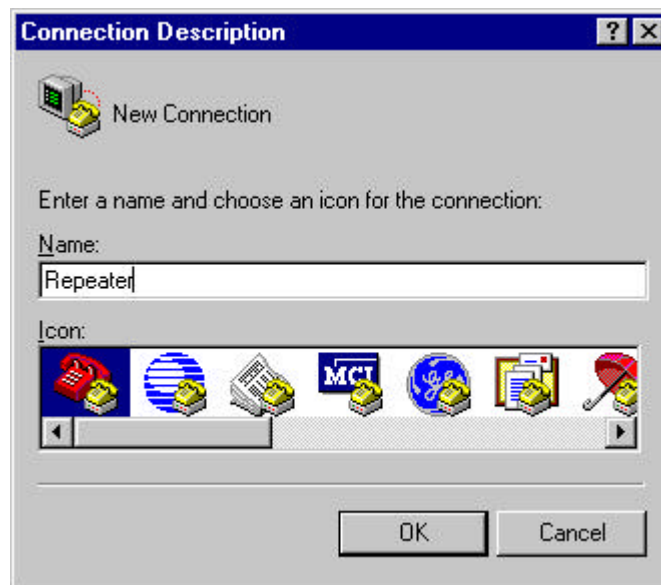 Connection Description
New Connection
Enter a name and choose an icon for the connection:
Name:
Repeater
Icon:
MCI
OK
Cancel